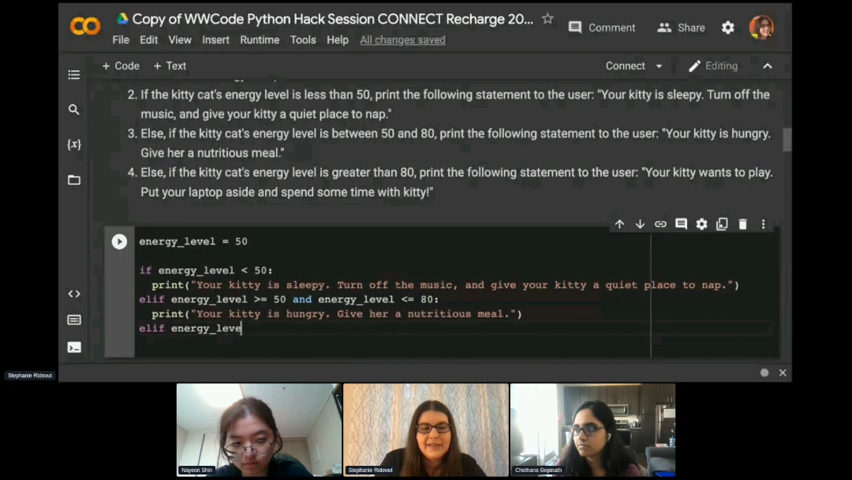 Copy of WWCode Python Hack Session CONNECT Recharge 20...
Comment
Share
File Edit View Insert Runtime Tools Help All changes saved
+ Code + Text
Connect
Editing
2. If the kitty cat's energy level is less than 50, print the following statement to the user: "Your kitty is sleepy. Turn off the
music, and give your kitty a quiet place to nap."
3. Else, if the kitty cat's energy level is between 50 and 80, print the following statement to the user: "Your kitty is hungry.
Give her a nutritious meal."
4. Else, if the kitty cat's energy level is greater than 80, print the following statement to the user: "Your kitty wants to play.
Put your laptop aside and spend some time with kitty!"
energy_level = 50
if energy_level < 50:
print("Your kitty is sleepy. Turn off the music, and give your kitty a quiet place to nap.")
elif energy_level >= 50 and energy_level <= 80:
print("Your kitty is hungry. Give her a nutritious meal.")
elif energy_leve
Stephanie Rideout
Nayeon Shin
Stephanie Rideout
Chethana Gopinath